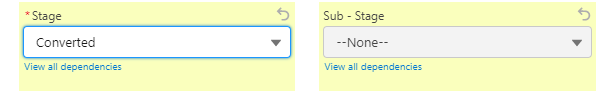 *Stage
Converted
View all dependencies
Sub - Stage
--None--
View all dependencies